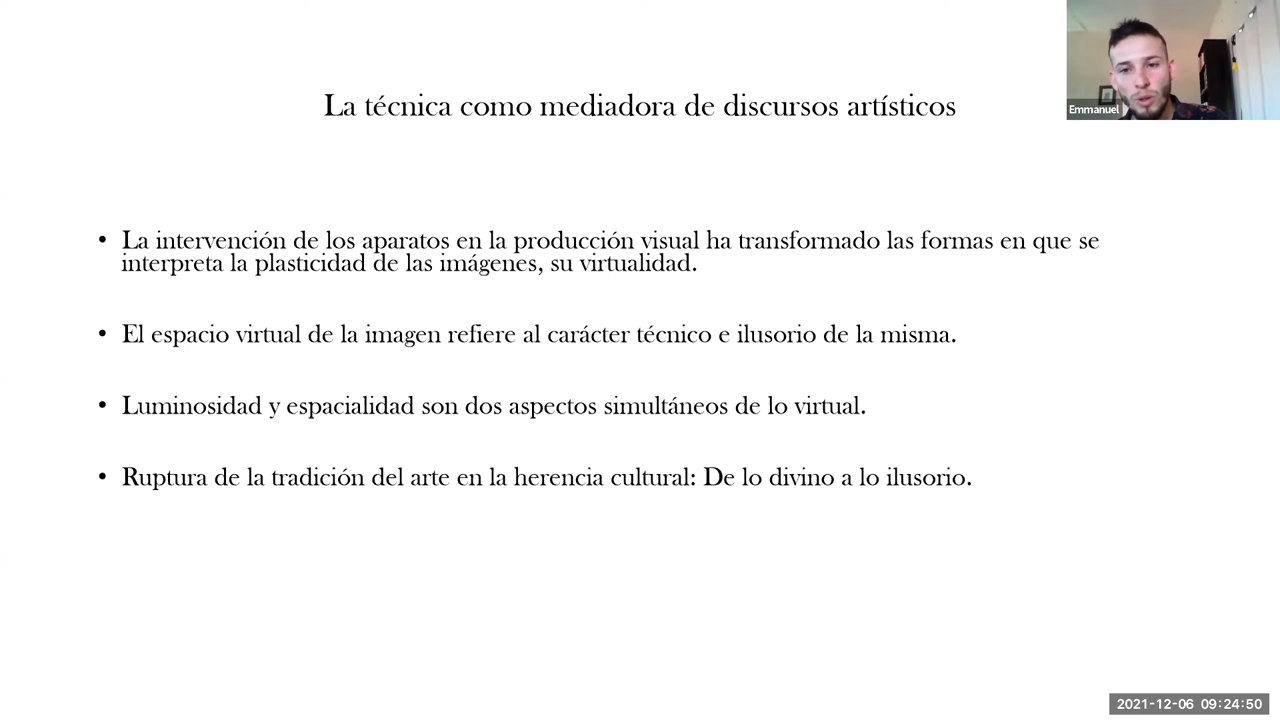 La técnica como mediadora de discursos artísticos
Emmanuel
• La intervención de los aparatos en la producción visual ha transformado las formas en que se
interpreta la plasticidad de las imágenes, su virtualidad.
• El espacio virtual de la imagen refiere al carácter técnico e ilusorio de la misma.
• Luminosidad y espacialidad son dos aspectos simultáneos de lo virtual.
• Ruptura de la tradición del arte en la herencia cultural: De lo divino a lo ilusorio.
2021-12-06 09:24:50